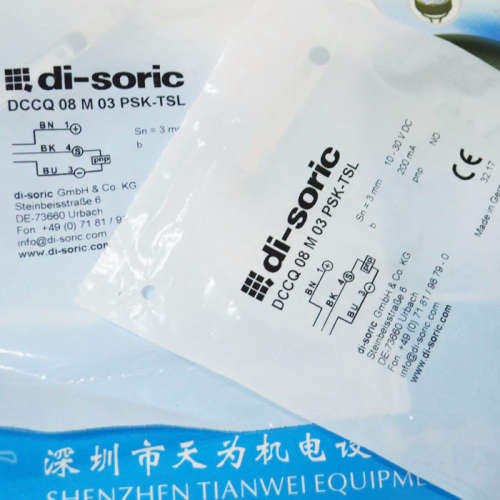 di-soric
DCCQ 08 M 03 PSK-TSL
BN 1 +
BK 4 S
BU 3 -
pnp
Sn = 3 mm
b
di-soric GmbH & Co. KG
Steinbeisstraße 6
DE-73660 Urbach
Fon +49 (0) 71 81 / 9
info@di-soric.com
www.di-soric.com
di-soric
DCCQ 08 M 03 PSK-TSL
BN 1 +
BK 4 S
BU 3 -
pnp
Sn = 3 mm 10 - 30 V DC
b 200 mA
pnp NO
CE
32.17
Made in Ger
di-soric GmbH & Co. KG
Steinbeisstraße 6
DE-73660 Urbach
Fon +49 (0) 71 81 / 98 79 - 0
info@di-soric.com
www.di-soric.com
深圳市天为机电设
SHENZHEN TIANWEI EQUIPME